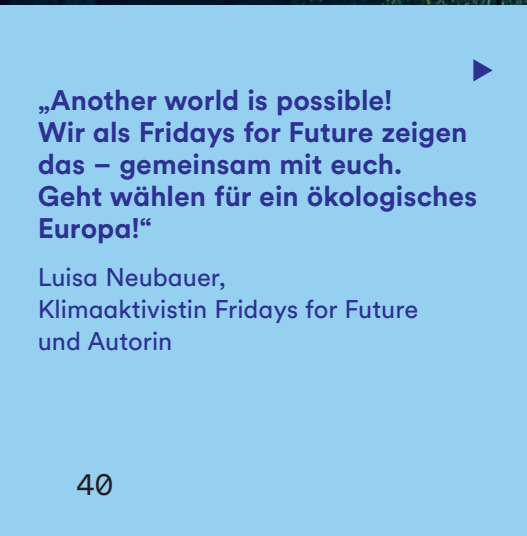 „Another world is possible!
Wir als Fridays for Future zeigen
das – gemeinsam mit euch.
Geht wählen für ein ökologisches
Europa!“
Luisa Neubauer,
Klimaaktivistin Fridays for Future
und Autorin
40